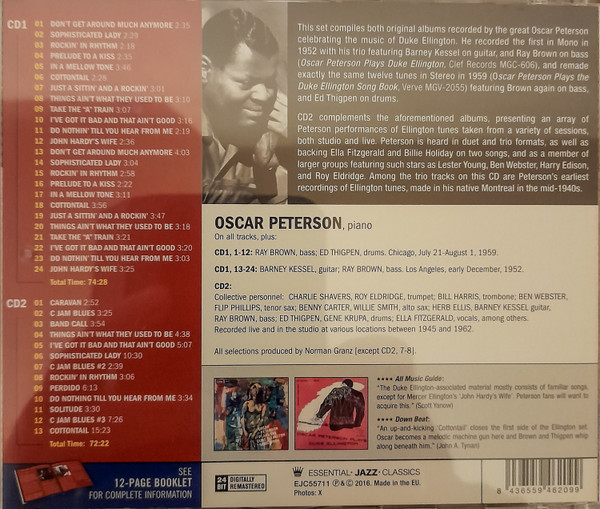 CD1
01 DON'T GET AROUND MUCH ANYMORE 2:35
02 SOPHISTICATED LADY 2:29
03 ROCKIN' IN RHYTHM 2:18
04 PRELUDE TO A KISS 2:35
05 IN A MELLOW TONE 3:46
06 COTTONTAIL 2:28
07 JUST A SITTIN' AND A ROCKIN' 3:01
08 THINGS AIN'T WHAT THEY USED TO BE 3:10
09 TAKE THE "A" TRAIN 3:07
10 I'VE GOT IT BAD AND THAT AIN'T GOOD 3:16
11 DO NOTHIN' TILL YOU HEAR FROM ME 2:19
12 JOHN HARDY'S WIFE 2:36
13 DON'T GET AROUND MUCH ANYMORE 4:03
14 SOPHISTICATED LADY 3:04
15 ROCKIN' IN RHYTHM 2:58
16 PRELUDE TO A KISS 2:22
17 IN A MELLOW TONE 3:11
18 COTTONTAIL 3:56
19 JUST A SITTIN' AND A ROCKIN' 3:47
20 THINGS AIN'T WHAT THEY USED TO BE 3:18
21 TAKE THE "A" TRAIN 3:21
22 I'VE GOT IT BAD AND THAT AIN'T GOOD 3:20
23 DO NOTHIN' TILL YOU HEAR FROM ME 3:03
24 JOHN HARDY'S WIFE 3:25
Total Time: 74:28
CD2
01 CARAVAN 2:52
02 C JAM BLUES 3:25
03 BAND CALL 3:54
04 THINGS AIN'T WHAT THEY USED TO BE 4:38
05 I'VE GOT IT BAD AND THAT AIN'T GOOD 5:07
06 SOPHISTICATED LADY 10:30
07 C JAM BLUES #2 2:39
08 ROCKIN' IN RHYTHM 3:06
09 PERDIDO 6:13
10 DO NOTHING TILL YOU HEAR FROM ME 3:34
11 SOLITUDE 3:30
12 C JAM BLUES #3 7:26
13 COTTONTAIL 15:23
Total Time: 72:22
SEE
12-PAGE BOOKLET
FOR COMPLETE INFORMATION
This set compiles both original albums recorded by the great Oscar Peterson
celebrating the music of Duke Ellington. He recorded the first in Mono in
1952 with his trio featuring Barney Kessel on guitar, and Ray Brown on bass
(Oscar Peterson Plays Duke Ellington, Clef Records MGC-606), and remade
exactly the same twelve tunes in Stereo in 1959 (Oscar Peterson Plays the
Duke Ellington Song Book, Verve MGV-2055) featuring Brown again on bass,
and Ed Thigpen on drums.
CD2 complements the aforementioned albums, presenting an array of
Peterson performances of Ellington tunes taken from a variety of sessions,
both studio and live. Peterson is heard in duet and trio formats, as well as
backing Ella Fitzgerald and Billie Holiday on two songs, and as a member of
larger groups featuring such stars as Lester Young, Ben Webster, Harry Edison,
and Roy Eldridge. Among the trio tracks on this CD are Peterson's earliest
recordings of Ellington tunes, made in his native Montreal in the mid-1940s.
OSCAR PETERSON, piano
On all tracks, plus:
CD1, 1-12: RAY BROWN, bass; ED THIGPEN, drums. Chicago, July 21-August 1, 1959.
CD1, 13-24: BARNEY KESSEL, guitar; RAY BROWN, bass. Los Angeles, early December, 1952.
CD2:
Collective personnel: CHARLIE SHAVERS, ROY ELDRIDGE, trumpet; BILL HARRIS, trombone; BEN WEBSTER,
FLIP PHILLIPS, tenor sax; BENNY CARTER, WILLIE SMITH, alto sax; HERB ELLIS, BARNEY KESSEL guitar,
RAY BROWN, bass; ED THIGPEN, GENE KRUPA, drums; ELLA FITZGERALD, vocals, among others.
Recorded live and in the studio at various locations between 1945 and 1962.
All selections produced by Norman Granz [except CD2, 7-8].
OSCAR PETERSON PLAYS
DUKE ELLINGTON
★★★★ All Music Guide:
"The Duke Ellington-associated material mostly consists of familiar songs,
except for Mercer Ellington's 'John Hardy's Wife'. Peterson fans will want to
acquire this." (Scott Yanow)
★★★★ Down Beat:
"An up-and-kicking 'Cottontail' closes the first side of the Ellington set.
Oscar becomes a melodic machine gun here and Brown and Thigpen whip
along beneath him." (John A. Tynan)
24 BIT DIGITALLY REMASTERED
ESSENTIAL · JAZZ · CLASSICS
EJC55711 ℗ & © 2016. Made in the EU.
Photos: X
8 436559 462099